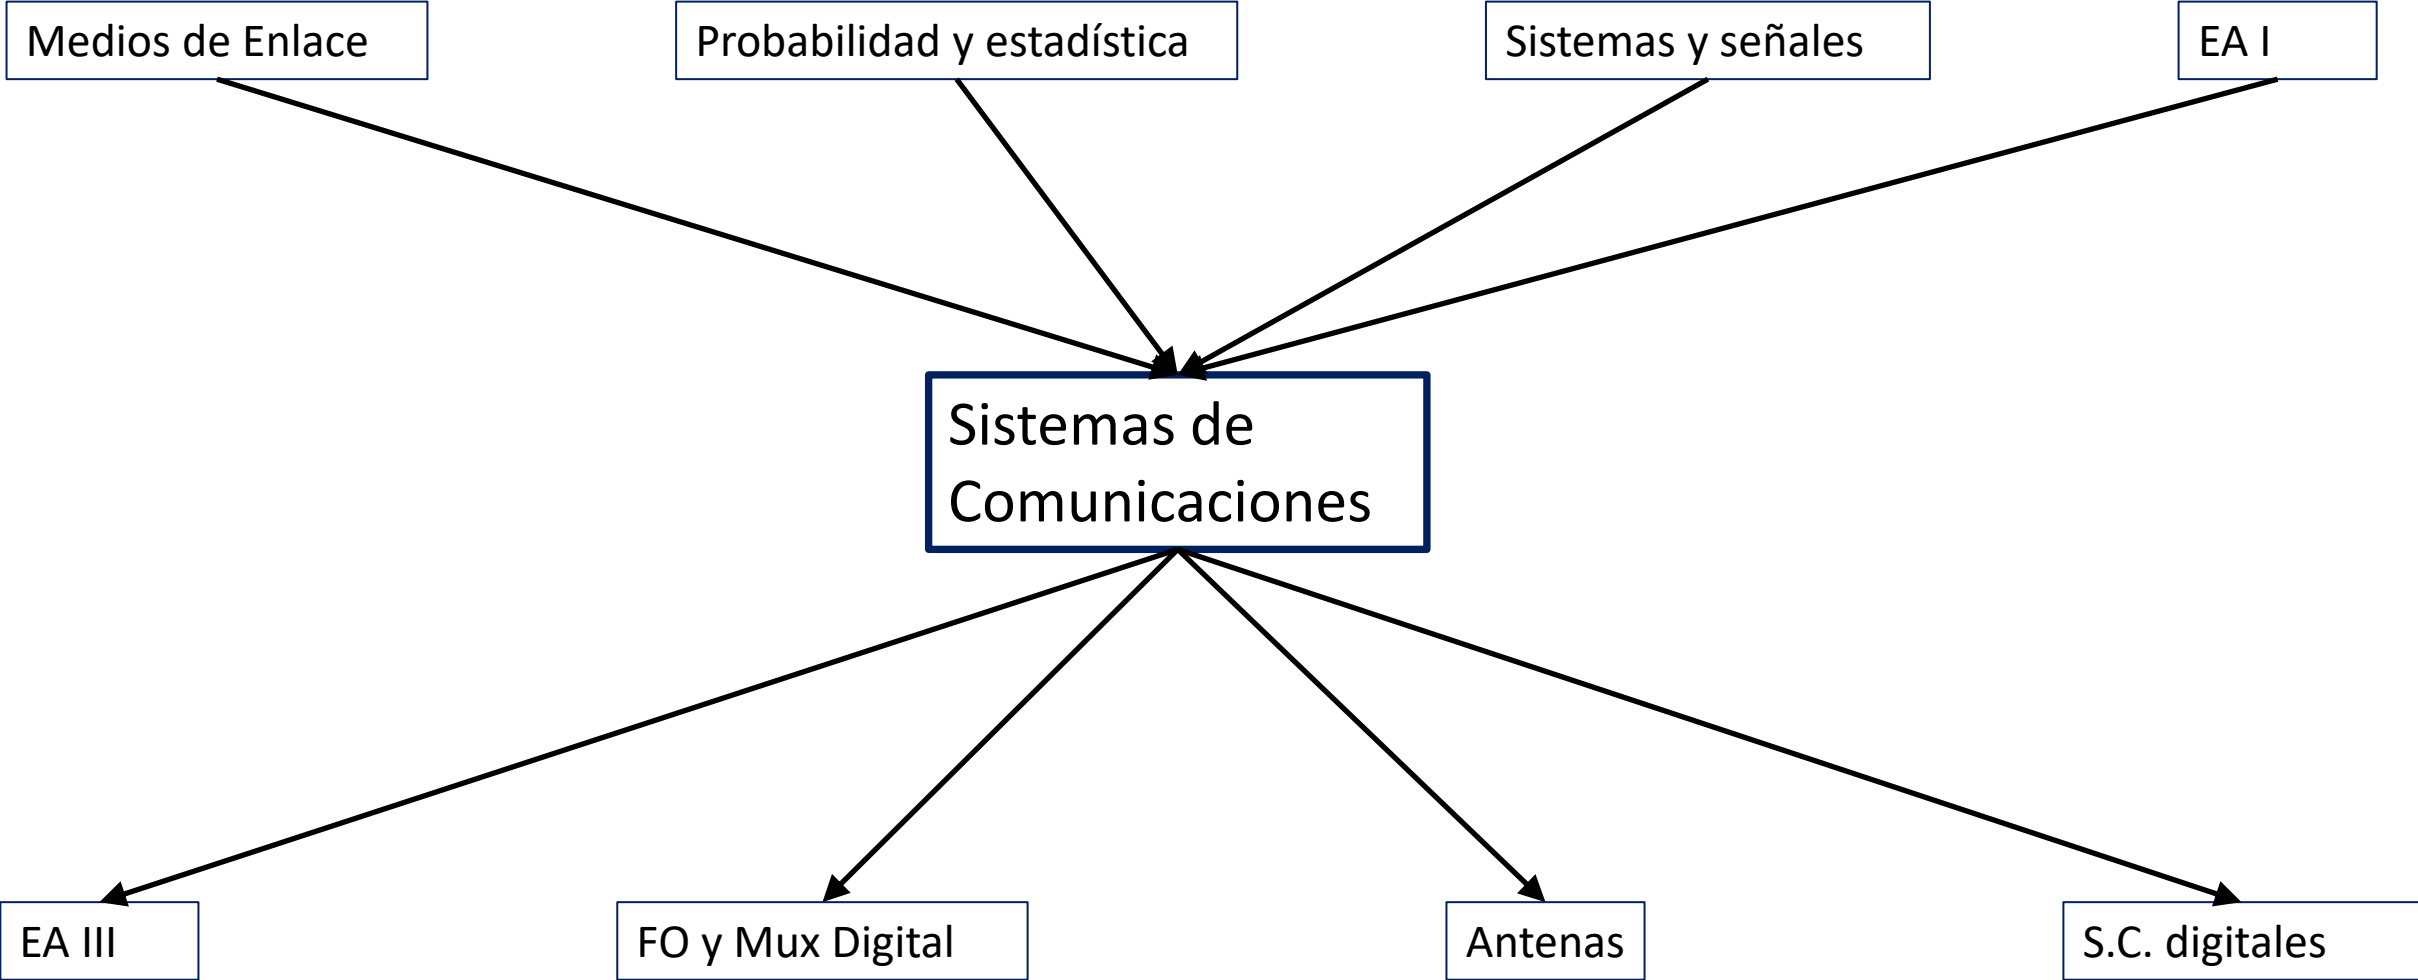 Medios de Enlace
Probabilidad y estadística
Sistemas y señales
EA I
Sistemas de
Comunicaciones
EA III
FO y Mux Digital
Antenas
S.C. digitales